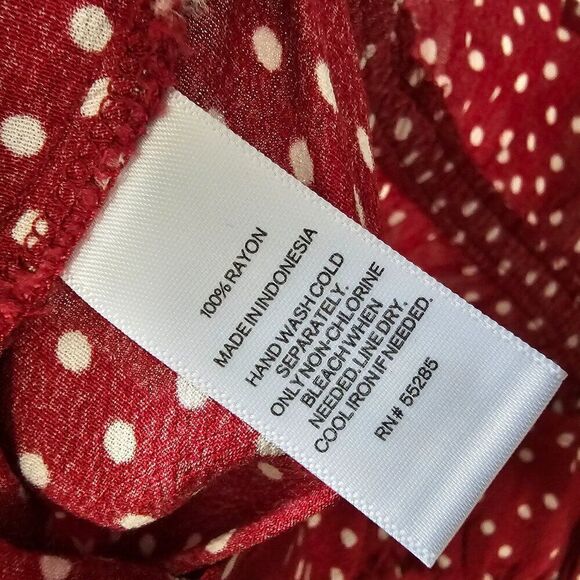 100% RAYON
MADE IN INDONESIA
HAND WASH COLD
SEPARATELY.
ONLY NON-CHLORINE
BLEACH WHEN
NEEDED. LINE DRY.
COOL IRON IF NEEDED.
RN# 55285